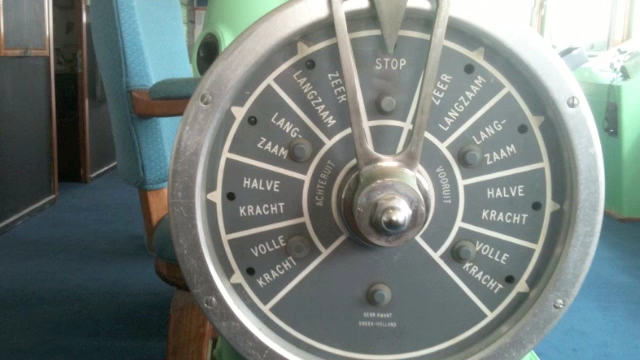 STOP
ZEER
LANGZAAM
LANG-
ZAAM
HALVE
KRACHT
VOLLE
KRACHT
ACHTERUIT
ZEER
LANGZAAM
LANG-
ZAAM
HALVE
KRACHT
VOLLE
KRACHT
VOORUIT